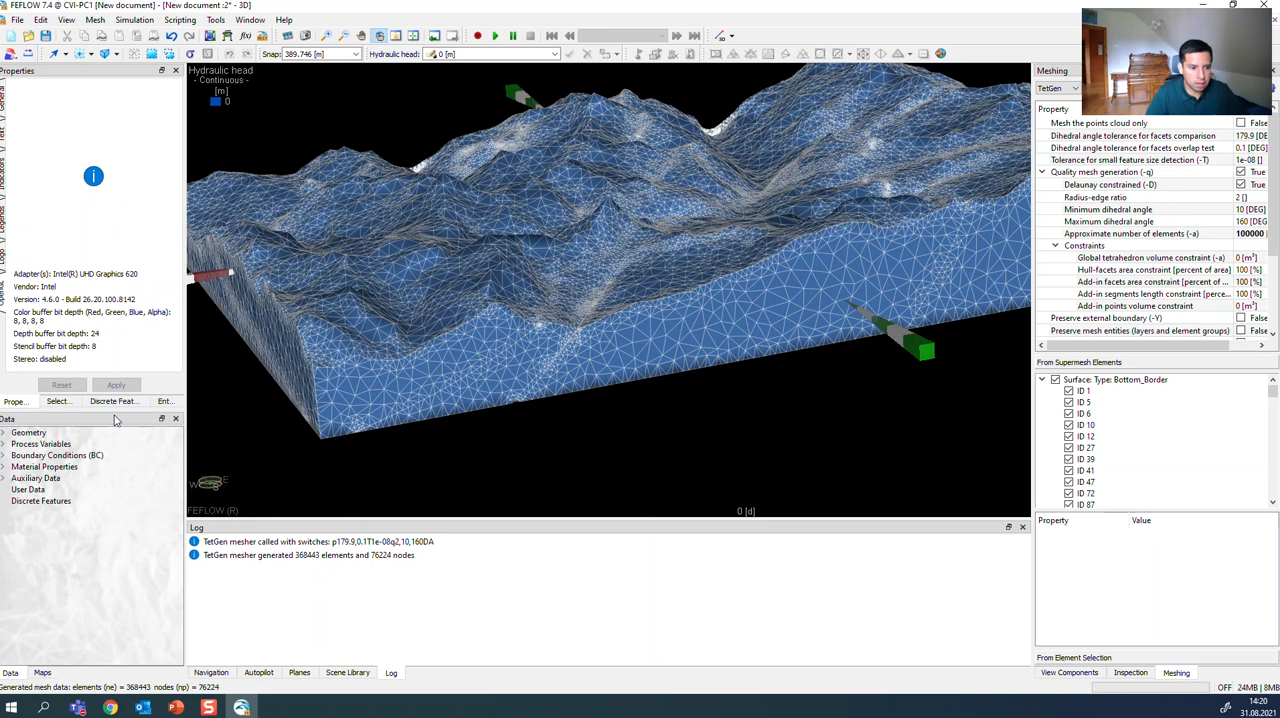 FEFLOW 7.4 @ CVI-PC1 [New document] - [New document :2* - 3D]
File Edit View Mesh Simulation Scripting Tools Window Help
Snap: 389.746 [m] Hydraulic head: 0 [m]
Properties
General
Text
Indicators
Legends
Logo
Adapter(s): Intel(R) UHD Graphics 620
Vendor: Intel
Version: 4.6.0 - Build 26.20.100.8142
Color buffer bit depth (Red, Green, Blue, Alpha):
8, 8, 8, 8
Depth buffer bit depth: 24
Stencil buffer bit depth: 8
Stereo: disabled
Reset Apply
Prope... Select... Discrete Feat... Ent...
Data
Geometry
Process Variables
Boundary Conditions (BC)
Material Properties
Auxiliary Data
User Data
Discrete Features
Data Maps
Hydraulic head
- Continuous -
[m]
0
FEFLOW (R)
0 [d]
Log
TetGen mesher called with switches: p179.9,0.1T1e-08q2,10,160DA
TetGen mesher generated 368443 elements and 76224 nodes
Navigation Autopilot Planes Scene Library Log
Meshing
TetGen
Property
Mesh the points cloud only False
Dihedral angle tolerance for facets comparison 179.9 [DE
Dihedral angle tolerance for facets overlap test 0.1 [DEG
Tolerance for small feature size detection (-T) 1e-08 []
Quality mesh generation (-q) True
Delaunay constrained (-D) True
Radius-edge ratio 2 []
Minimum dihedral angle 10 [DEG]
Maximum dihedral angle 160 [DEG]
Approximate number of elements (-a) 100000 [
Constraints
Global tetrahedron volume constraint (-a) 0 [m³]
Hull-facets area constraint [percent of area] 100 [%]
Add-in facets area constraint [percent of ... 100 [%]
Add-in segments length constraint [perce... 100 [%]
Add-in points volume constraint 0 [m³]
Preserve external boundary (-Y) False
Preserve mesh entities (layers and element groups) False
From Supermesh Elements
Surface: Type: Bottom_Border
ID 1
ID 5
ID 6
ID 10
ID 12
ID 27
ID 39
ID 41
ID 47
ID 72
ID 87
Property Value
From Element Selection
View Components Inspection Meshing
Generated mesh data: elements (ne) = 368443 nodes (np) = 76224
OFF 24MB | 8MB
14:20
31.08.2021